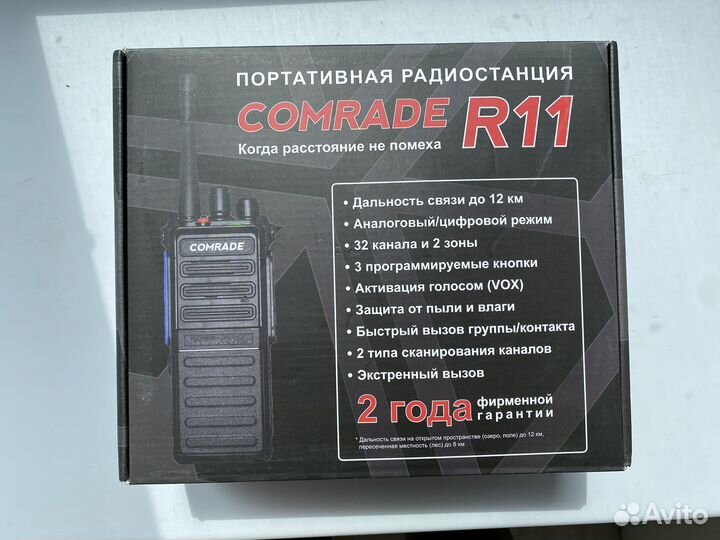 ПОРТАТИВНАЯ РАДИОСТАНЦИЯ
COMRADE R11
Когда расстояние не помеха
COMRADE
• Дальность связи до 12 км
• Аналоговый/цифровой режим
• 32 канала и 2 зоны
• 3 программируемые кнопки
• Активация голосом (VOX)
• Защита от пыли и влаги
• Быстрый вызов группы/контакта
• 2 типа сканирования каналов
• Экстренный вызов
2 года фирменной гарантии
* Дальность связи на открытом пространстве (озеро, поле) до 12 км,
пересеченная местность (лес) до 8 км
Avito